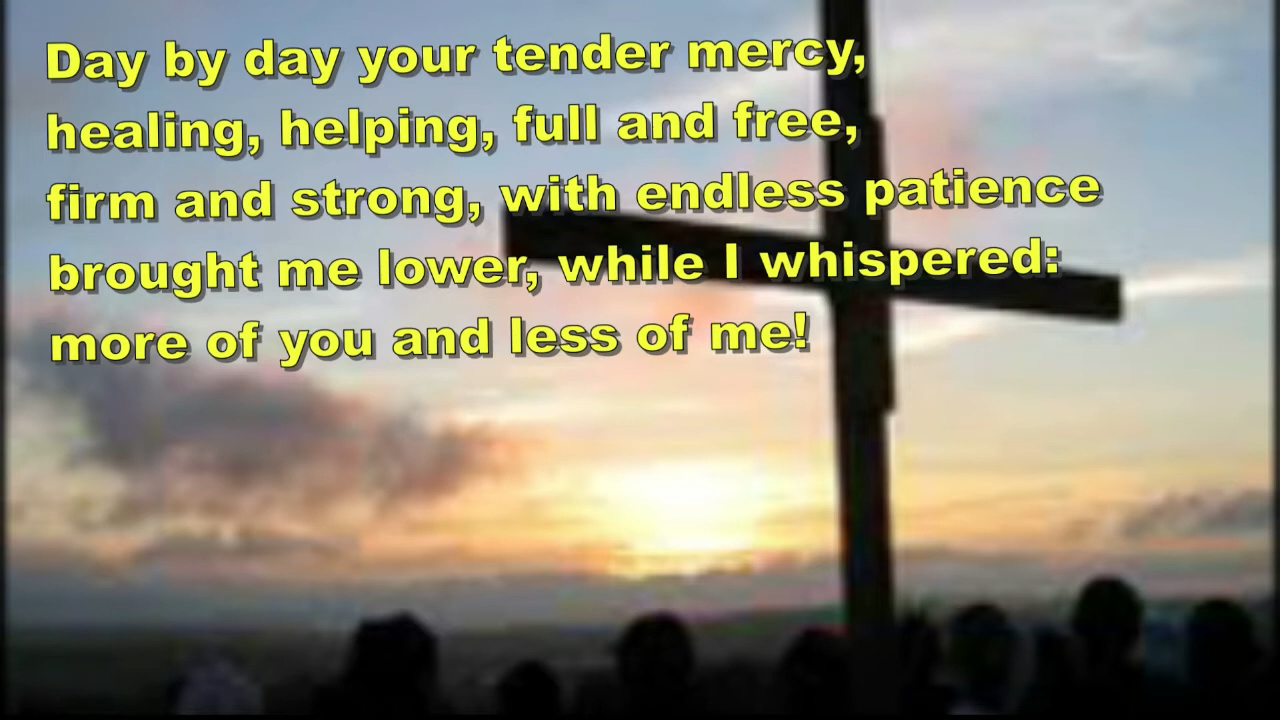 Day by day your tender mercy,
healing, helping, full and free,
firm and strong, with endless patience
brought me lower, while I whispered:
more of you and less of me!